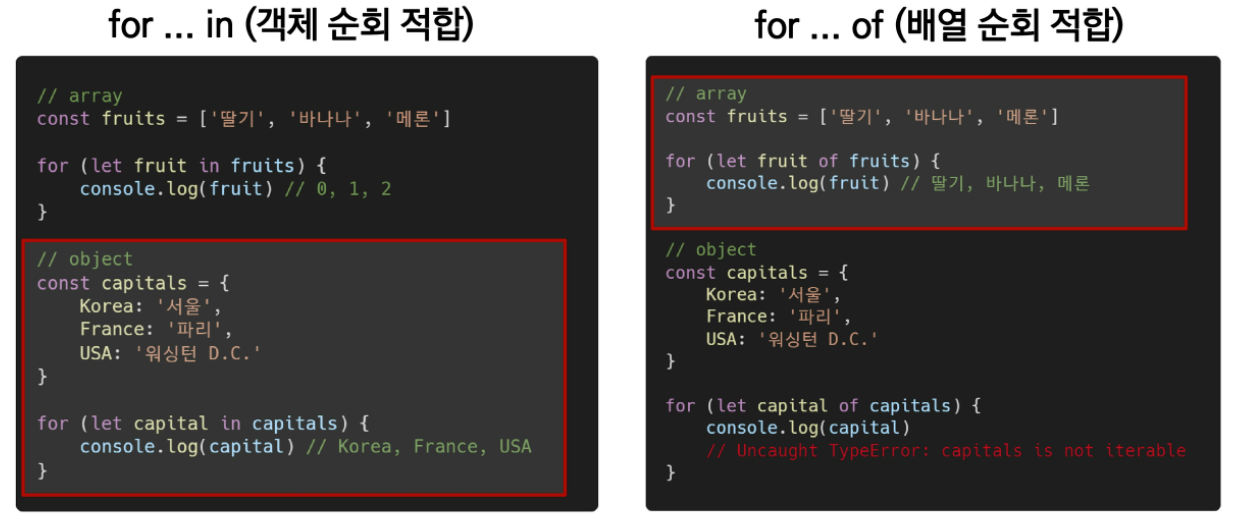 for ... in (객체 순회 적합)
// array
const fruits = ['딸기', '바나나', '메론']
for (let fruit in fruits) {
    console.log(fruit) // 0, 1, 2
}
// object
const capitals = {
    Korea: '서울',
    France: '파리',
    USA: '워싱턴 D.C.'
}
for (let capital in capitals) {
    console.log(capital) // Korea, France, USA
}
for ... of (배열 순회 적합)
// array
const fruits = ['딸기', '바나나', '메론']
for (let fruit of fruits) {
    console.log(fruit) // 딸기, 바나나, 메론
}
// object
const capitals = {
    Korea: '서울',
    France: '파리',
    USA: '워싱턴 D.C.'
}
for (let capital of capitals) {
    console.log(capital)
    // Uncaught TypeError: capitals is not iterable
}